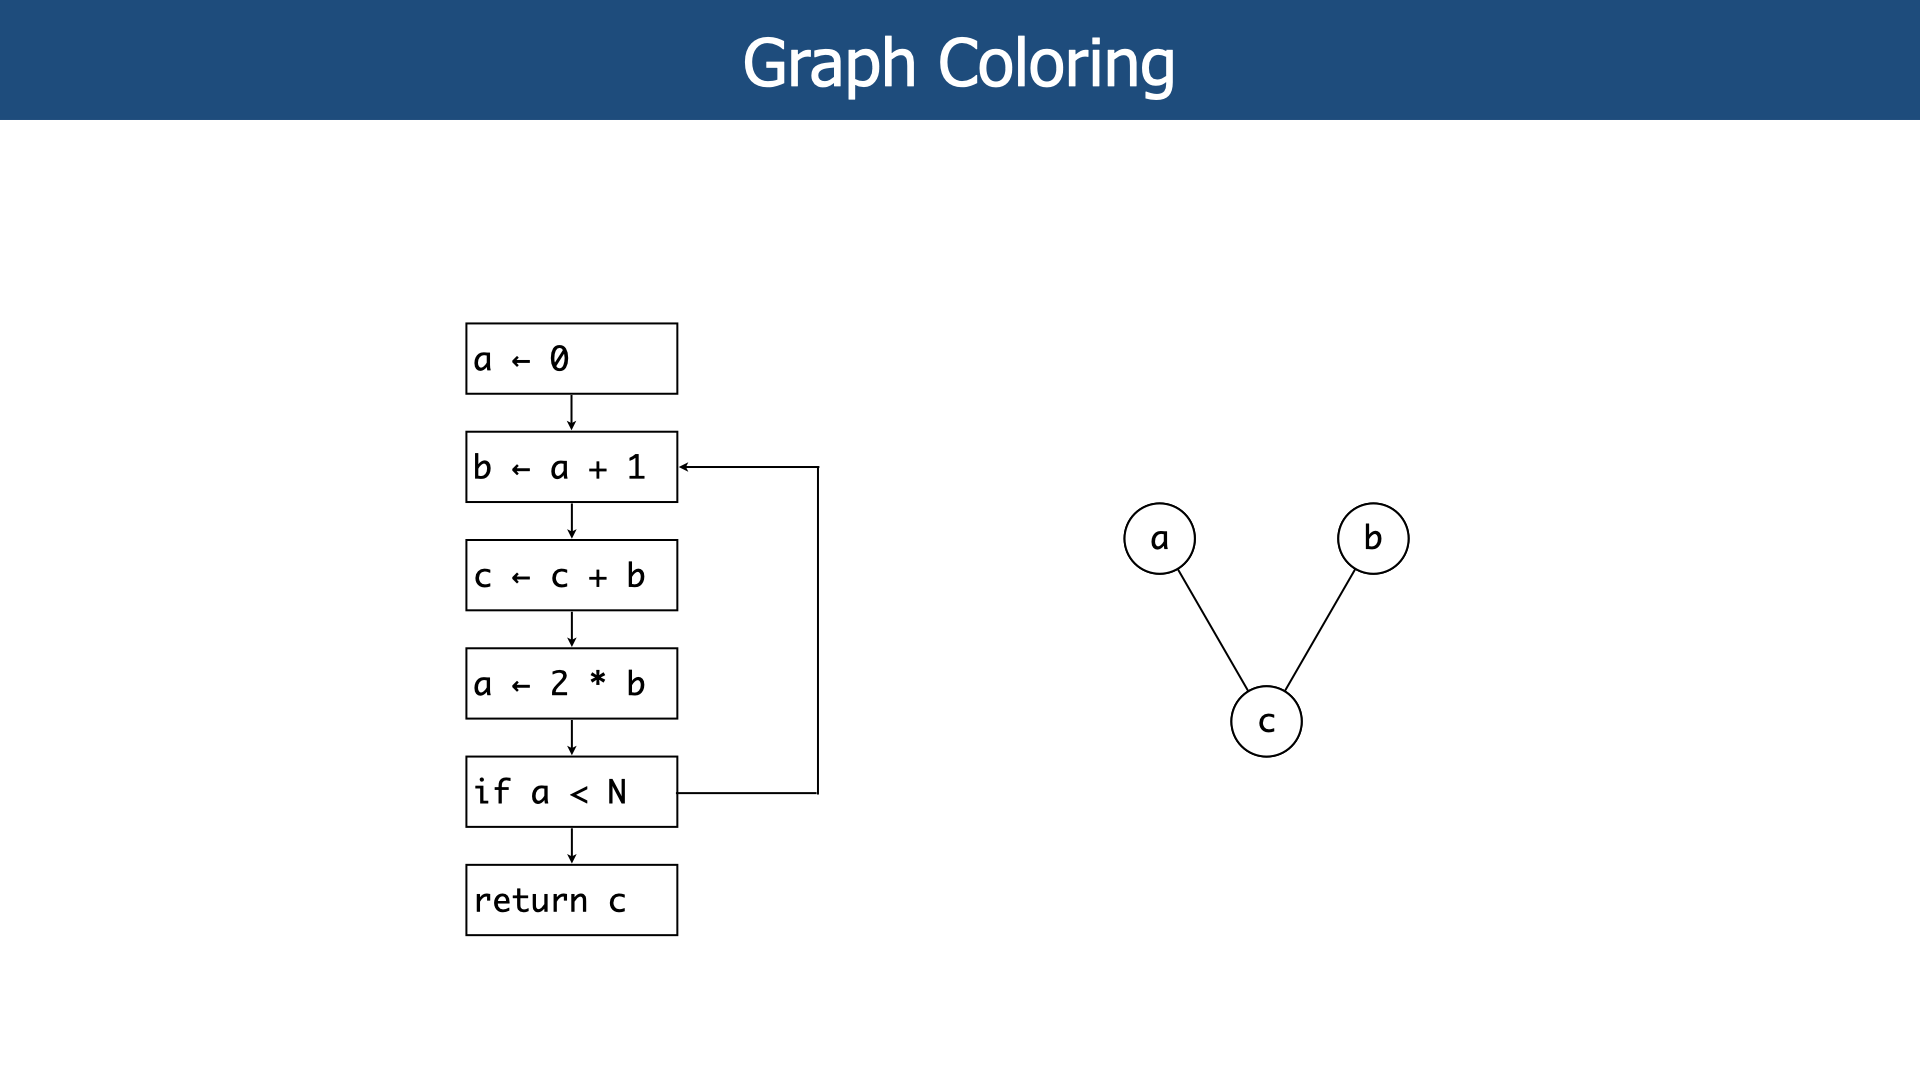 Graph Coloring
a ← 0
b ← a + 1
c ← c + b
a ← 2 * b
if a < N
return c
a
b
c